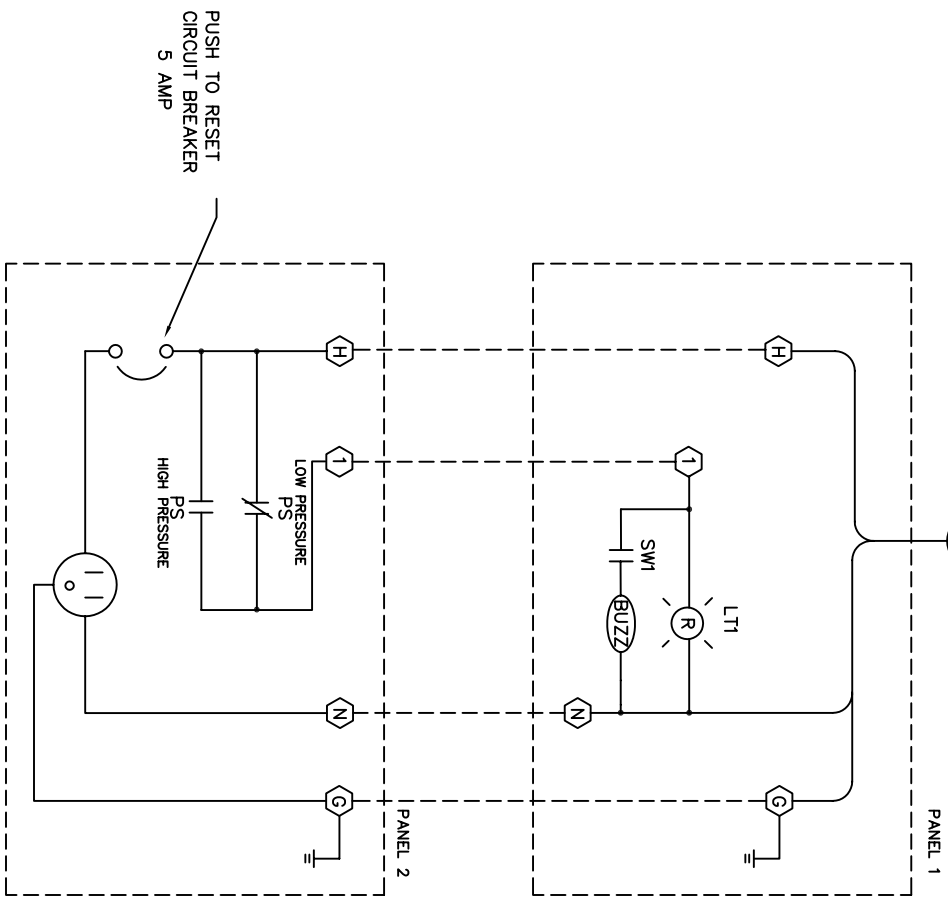 PANEL 1
H
1
LT1
R
SW1
BUZZ
N
G
PANEL 2
H
1
N
G
LOW PRESSURE
PS
PS
HIGH PRESSURE
PUSH TO RESET
CIRCUIT BREAKER
5 AMP